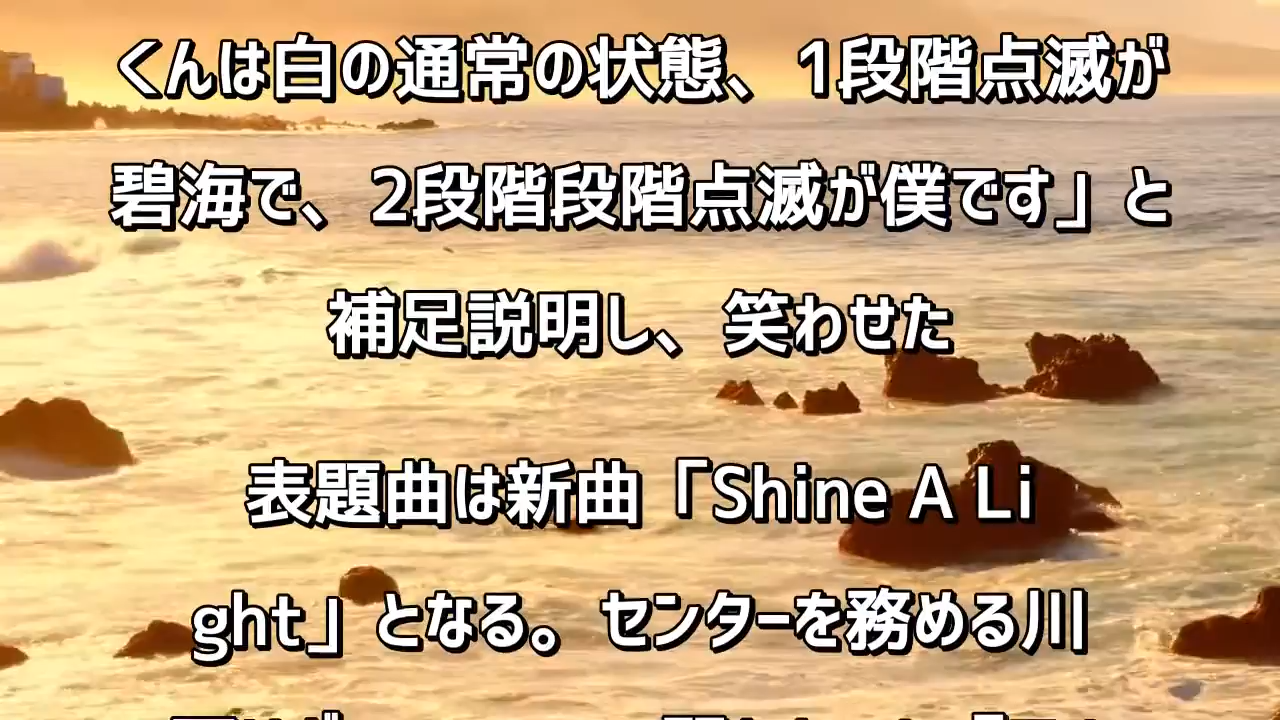 くんは白の通常の状態、1段階点滅が
碧海で、2段階段階点滅が僕です」と
補足説明し、笑わせた
表題曲は新曲「Shine A Li
ght」となる。センターを務める川